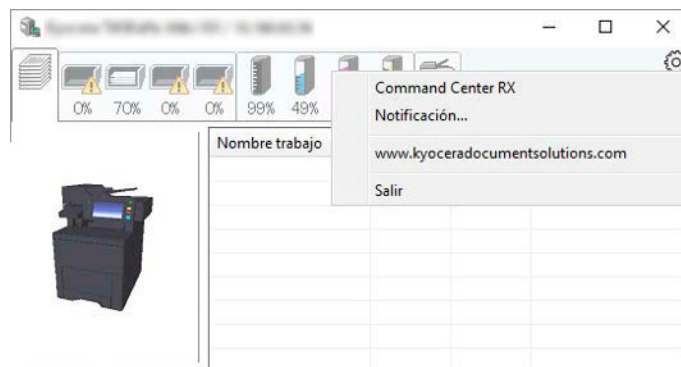 0% 70% 0% 0% 99% 49%
Nombre trabajo
Command Center RX
Notificación...
www.kyoceradocumentsolutions.com
Salir